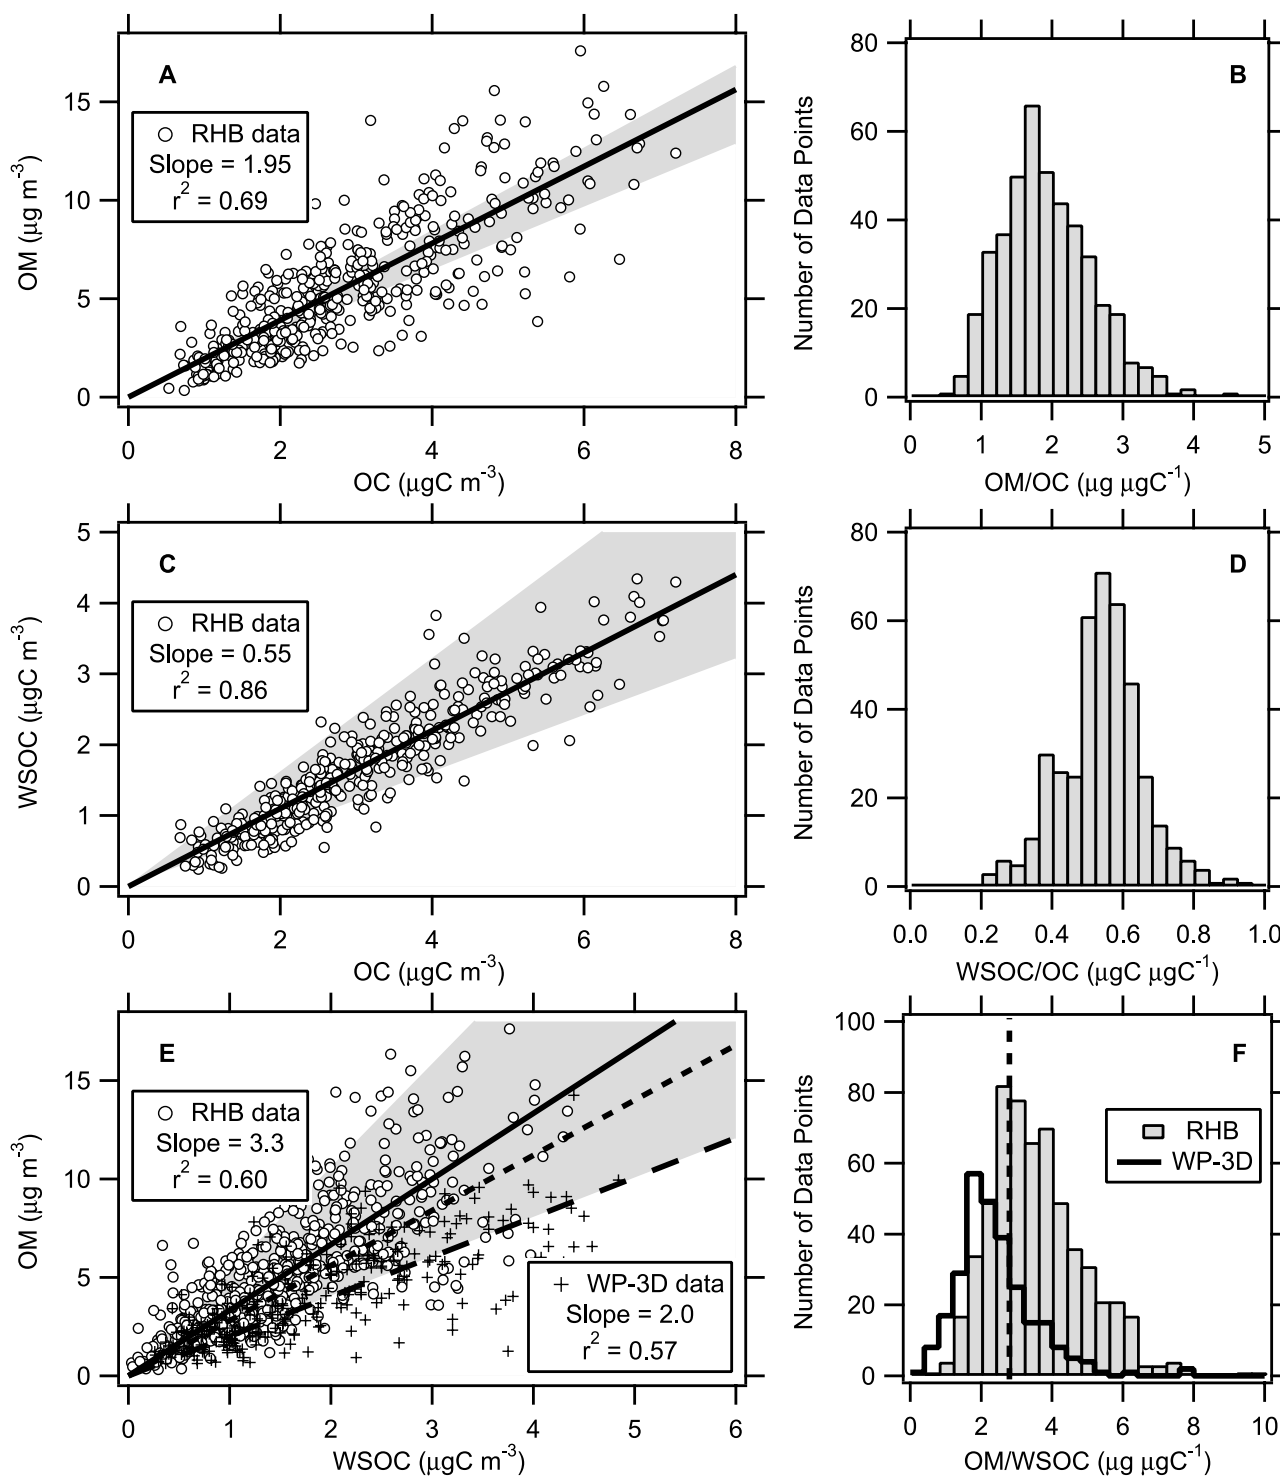 A
RHB data
Slope = 1.95
r2 = 0.69
OM (μg m-3)
15
10
5
0
0 2 4 6 8
OC (μgC m-3)
B
Number of Data Points
80
60
40
20
0
0 1 2 3 4 5
OM/OC (μg μgC-1)
C
RHB data
Slope = 0.55
r2 = 0.86
WSOC (μgC m-3)
5
4
3
2
1
0
0 2 4 6 8
OC (μgC m-3)
D
Number of Data Points
80
60
40
20
0
0.0 0.2 0.4 0.6 0.8 1.0
WSOC/OC (μgC μgC-1)
E
RHB data
Slope = 3.3
r2 = 0.60
WP-3D data
Slope = 2.0
r2 = 0.57
OM (μg m-3)
15
10
5
0
0 1 2 3 4 5 6
WSOC (μgC m-3)
F
RHB
WP-3D
Number of Data Points
100
80
60
40
20
0
0 2 4 6 8 10
OM/WSOC (μg μgC-1)